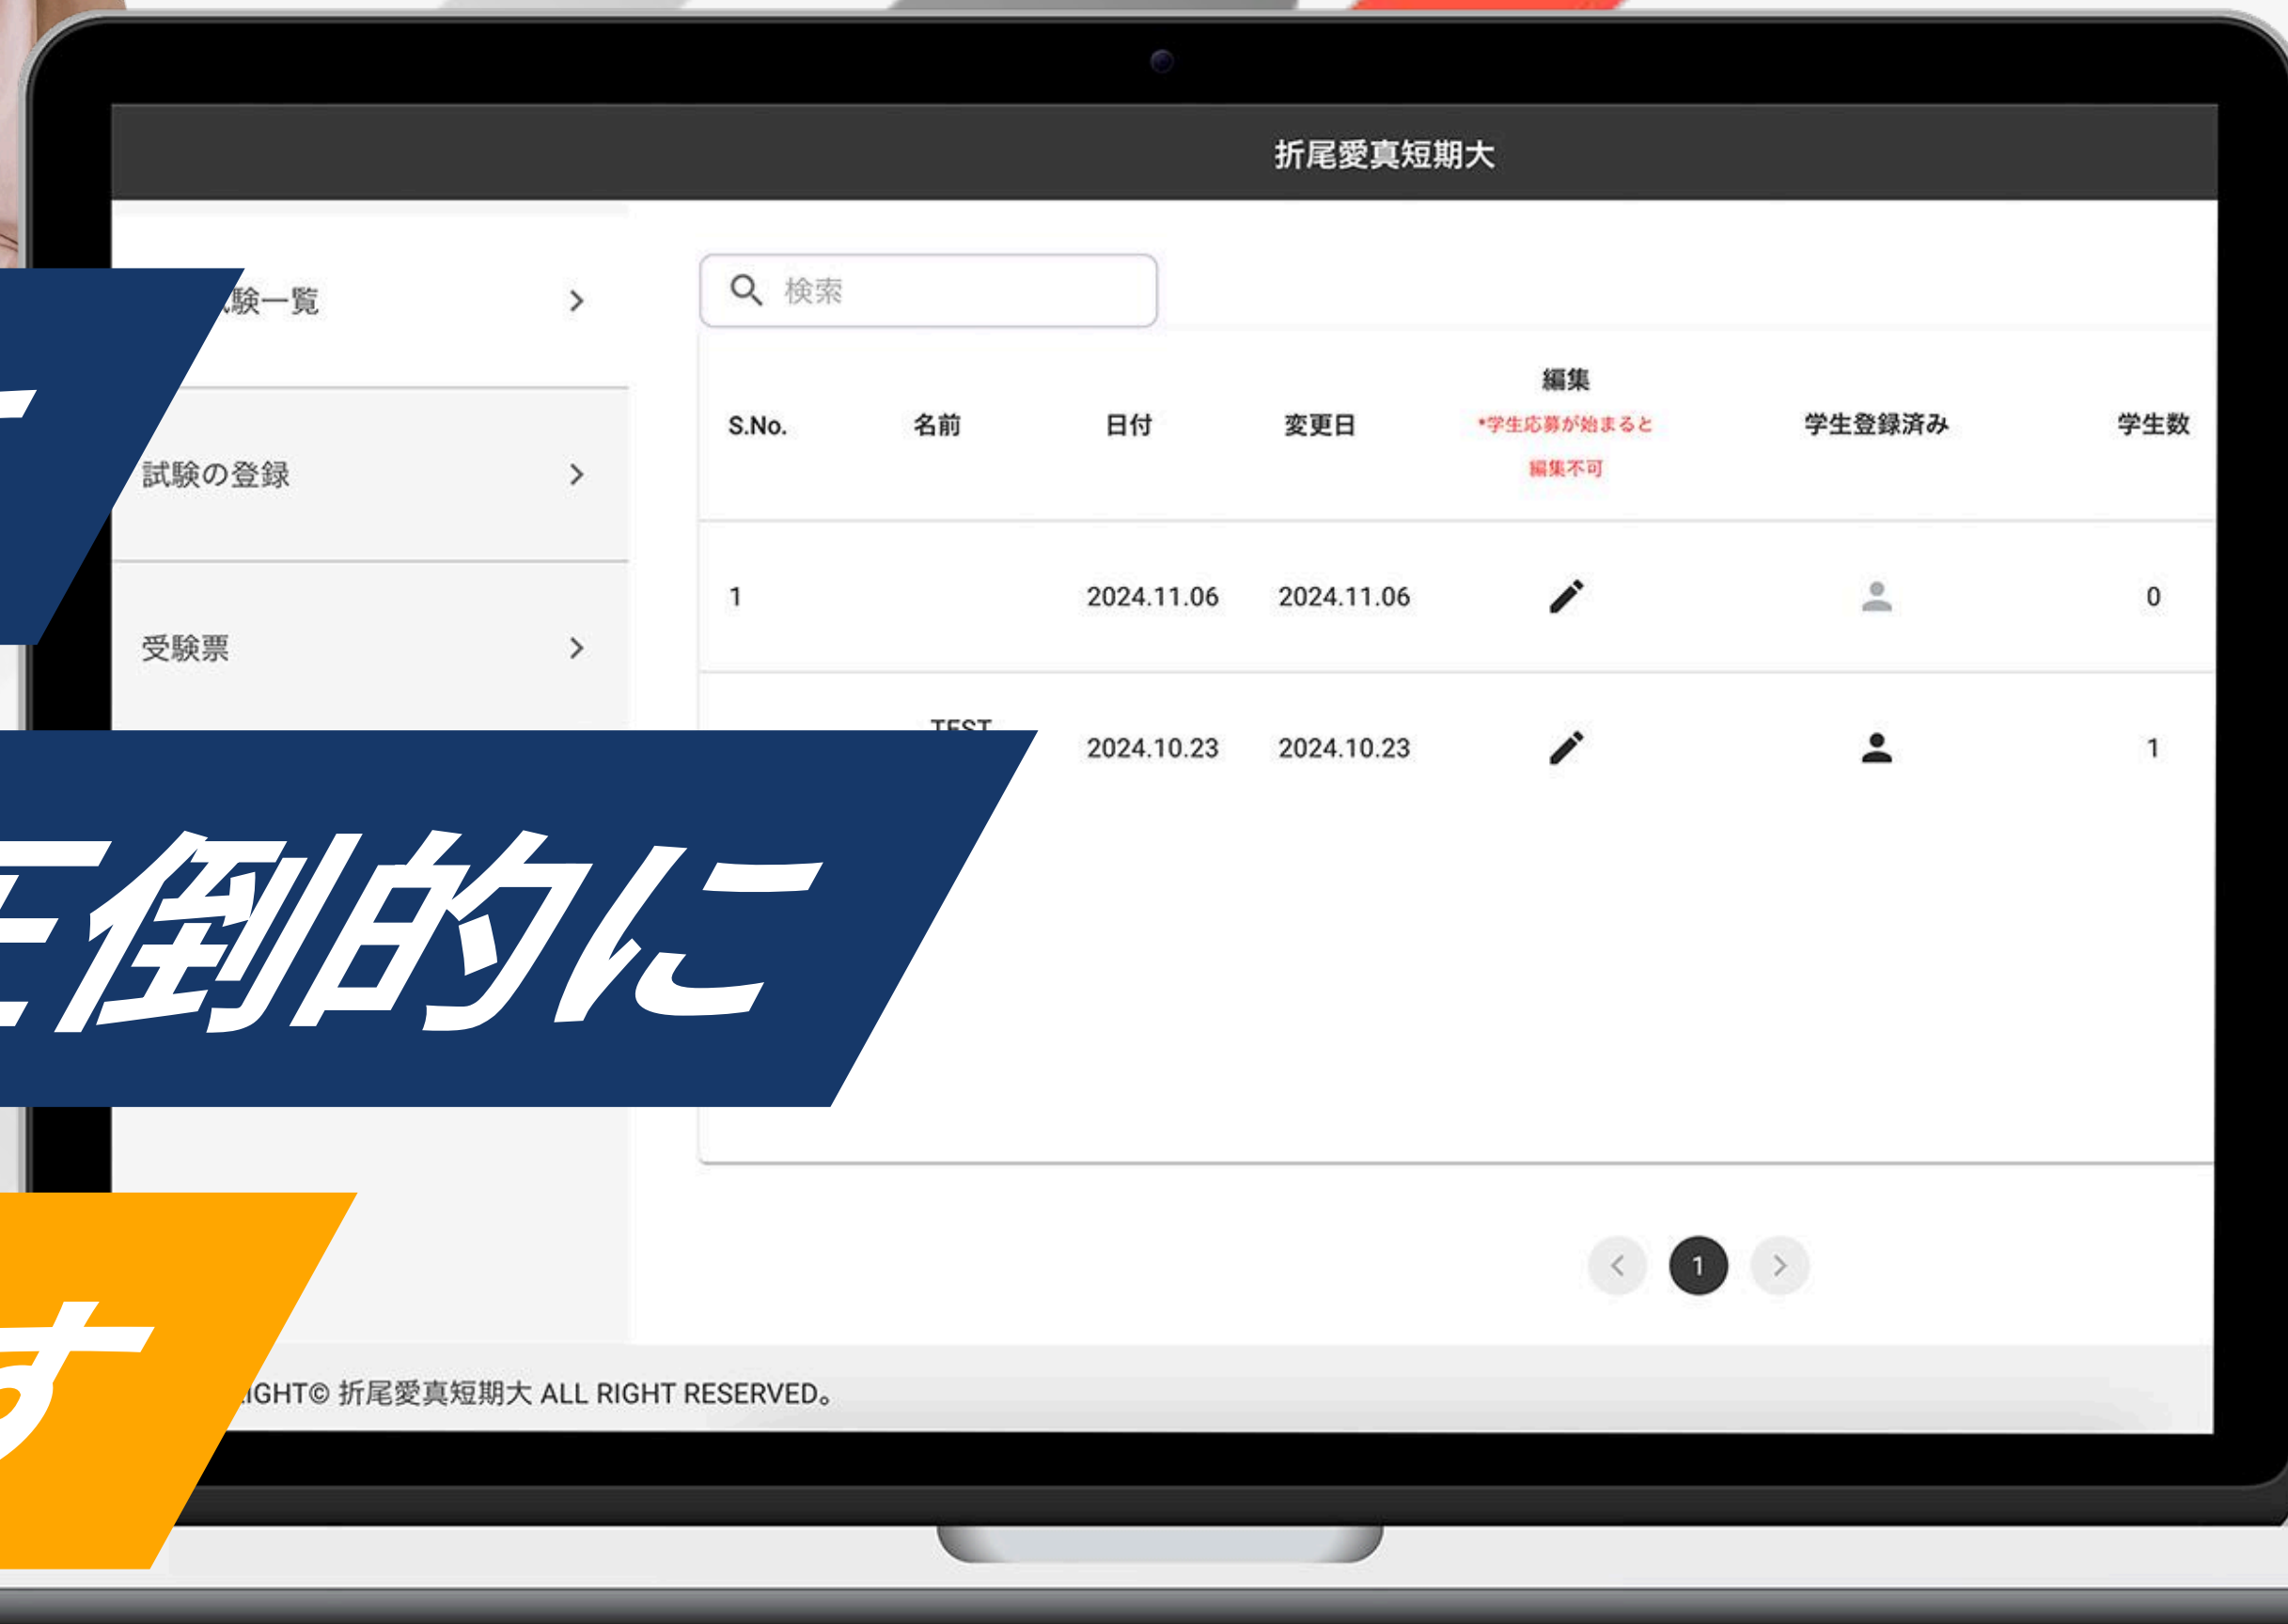 折尾愛真短期大
験一覧
検索
試験の登録
受験票
S.No. 名前 日付 変更日 編集 学生登録済み 学生数
*学生応募が始まると
編集不可
1 2024.11.06 2024.11.06 0
TEST 2024.10.23 2024.10.23 1
圧倒的に
す
1
IGHT© 折尾愛真短期大 ALL RIGHT RESERVED。